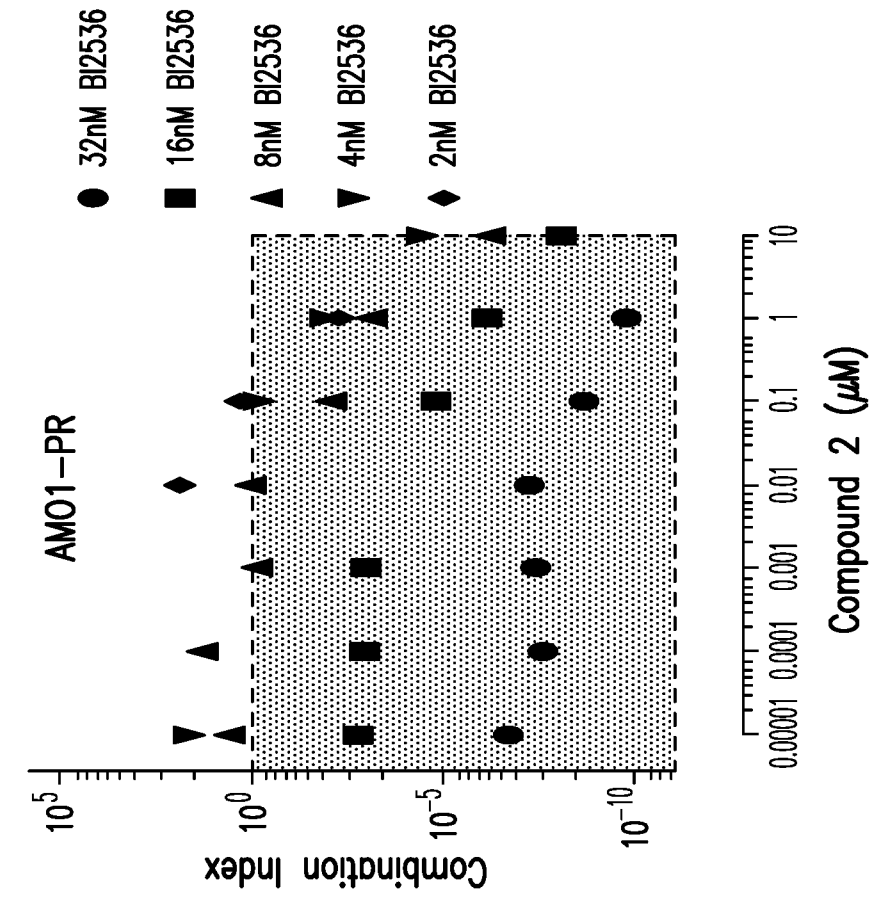 AMO1-PR
32nM BI2536
16nM BI2536
8nM BI2536
4nM BI2536
2nM BI2536
Combination Index
10^5
10^0
10^-5
10^-10
0.00001 0.0001 0.001 0.01 0.1 1 10
Compound 2 (μM)